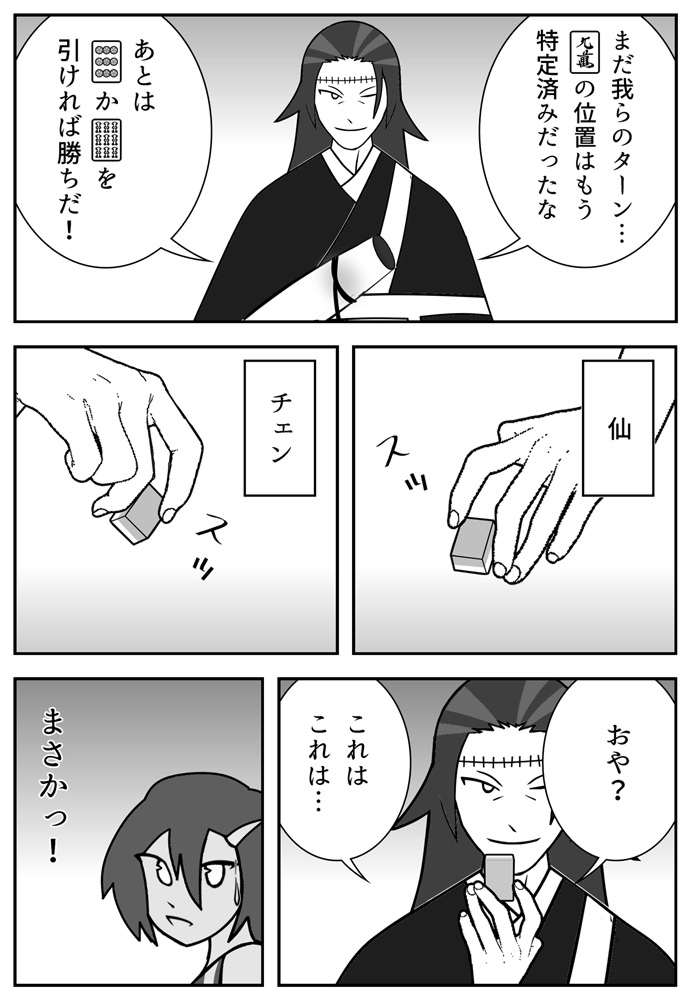 まだ我らのターン…
九萬の位置はもう
特定済みだったな
あとは
か を
引ければ勝ちだ！
仙
スッ
チェン
スッ
おや？
これは
これは…
まさかっ！